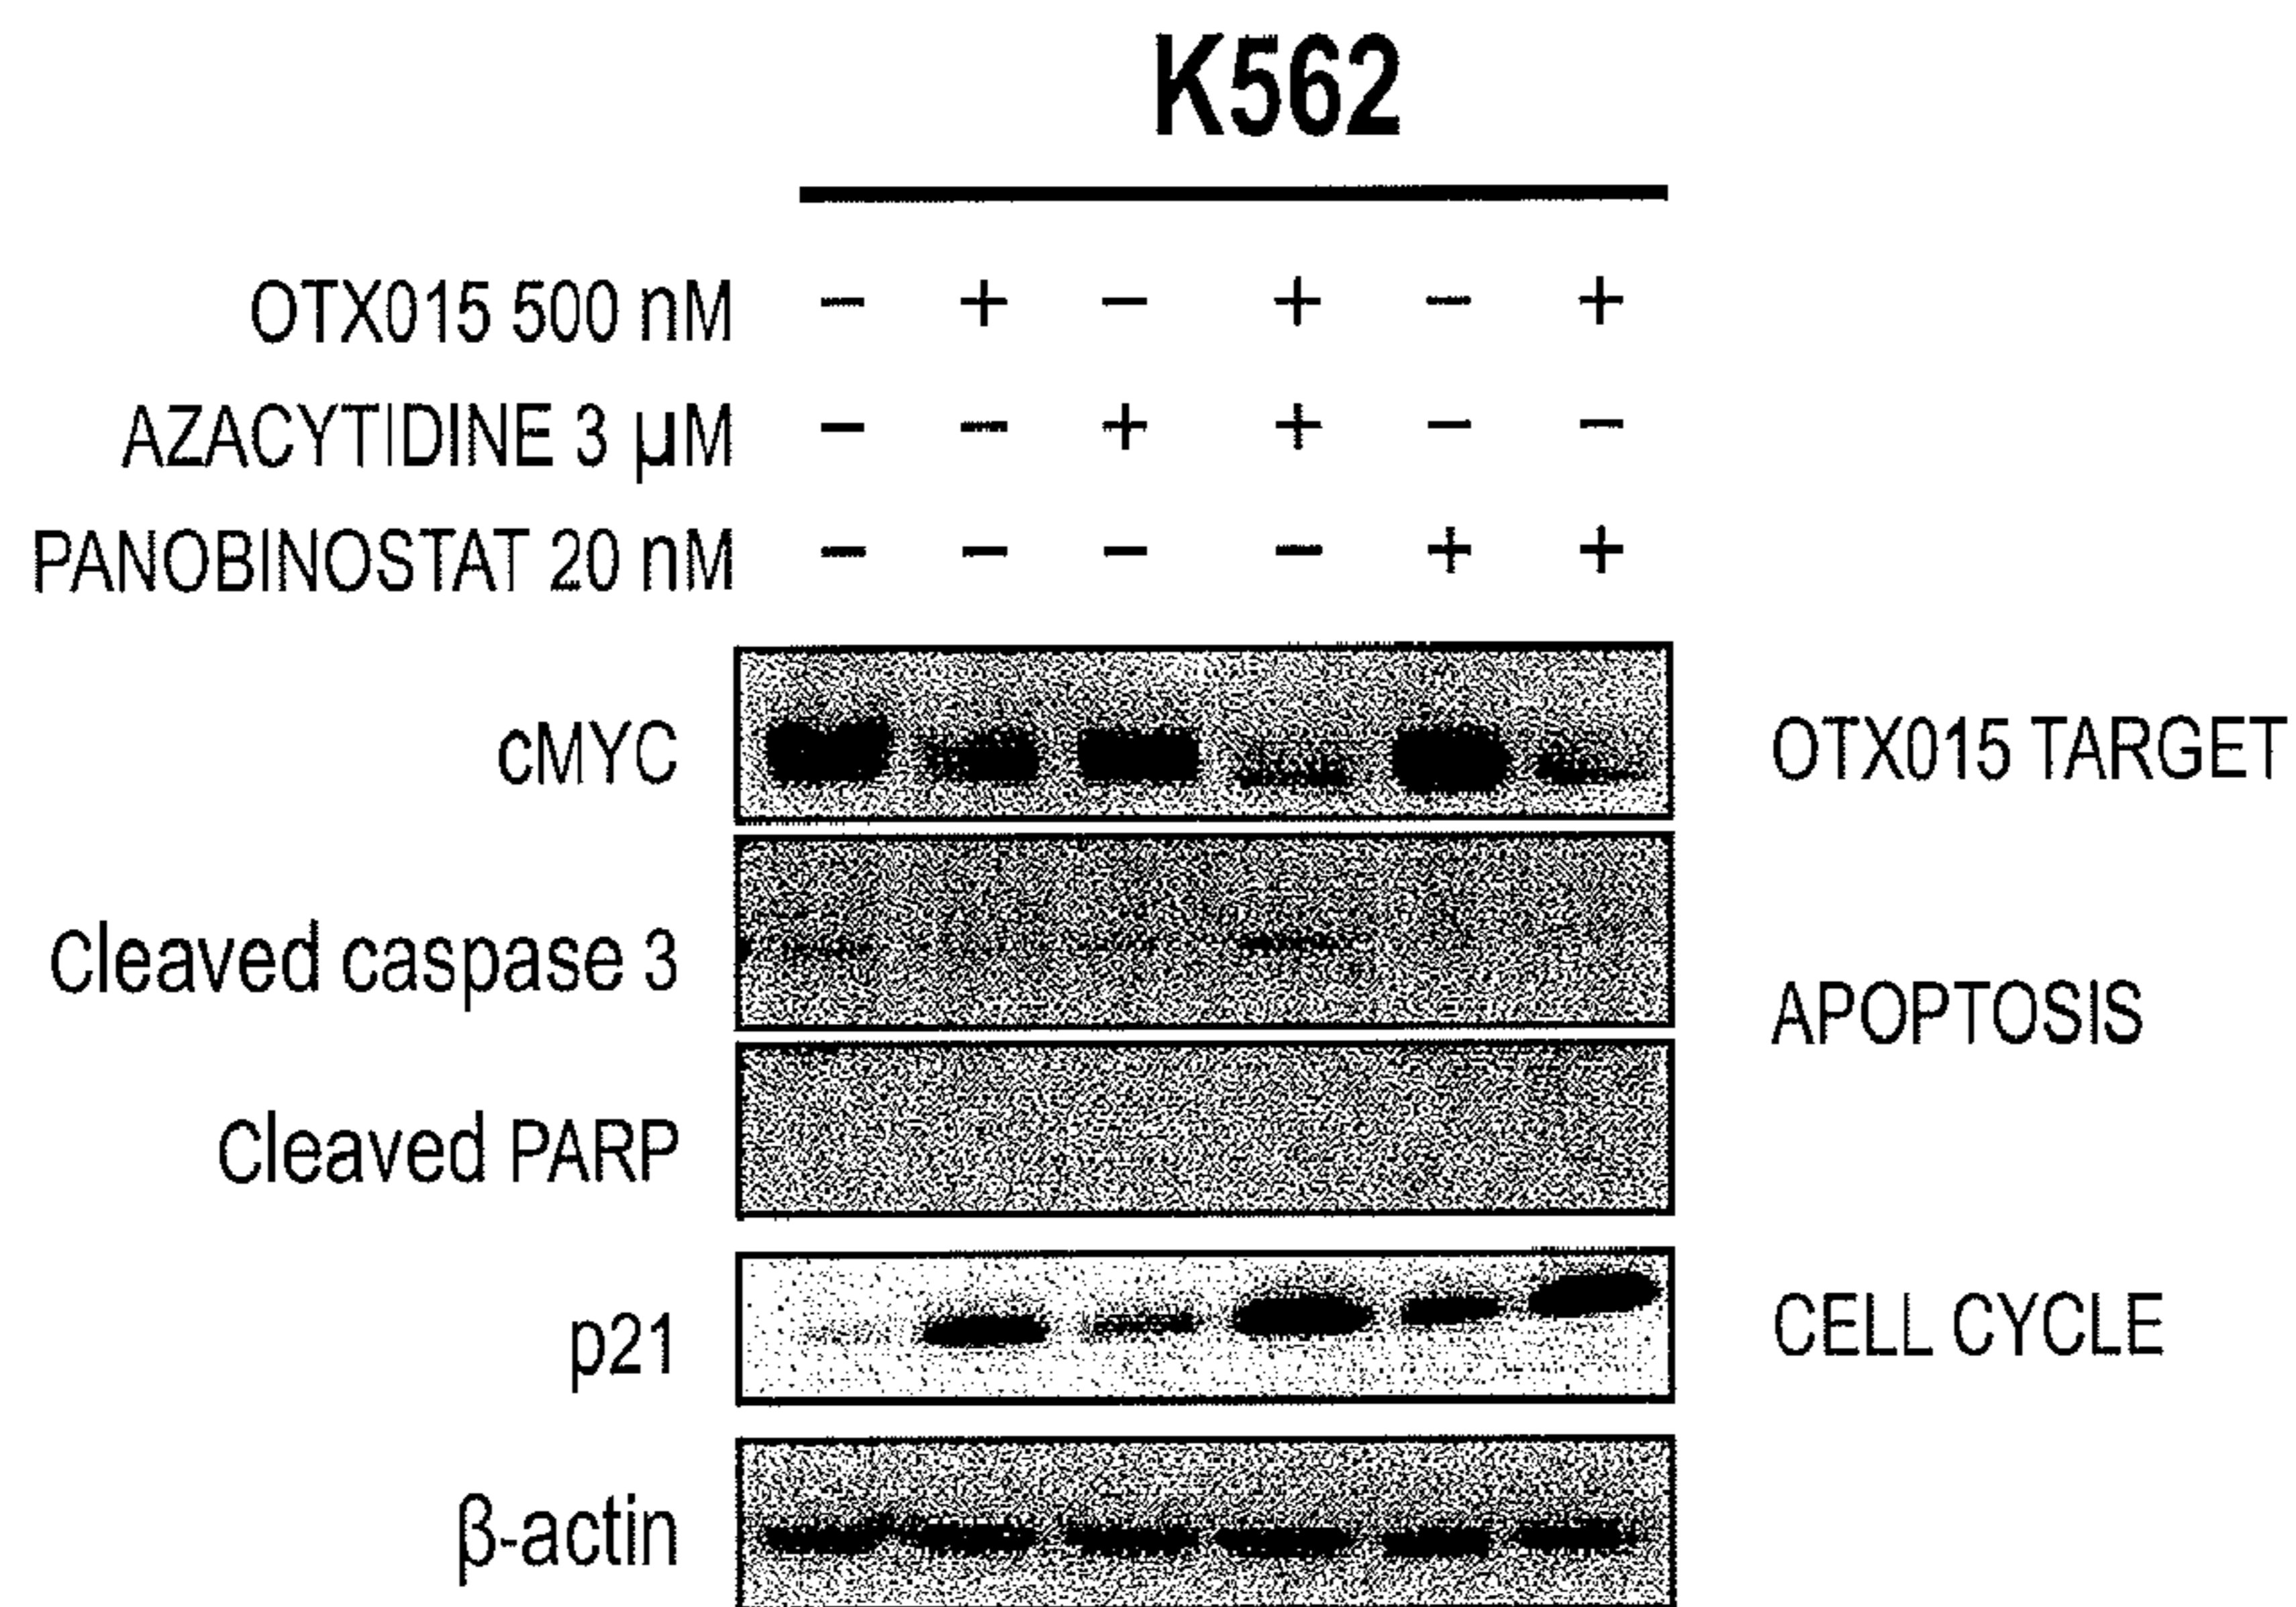 K562
OTX015 500 nM − + − + − +
AZACYTIDINE 3 µM − − + + − −
PANOBINOSTAT 20 nM − − − − + +
cMYC OTX015 TARGET
Cleaved caspase 3
APOPTOSIS
Cleaved PARP
p21 CELL CYCLE
β-actin